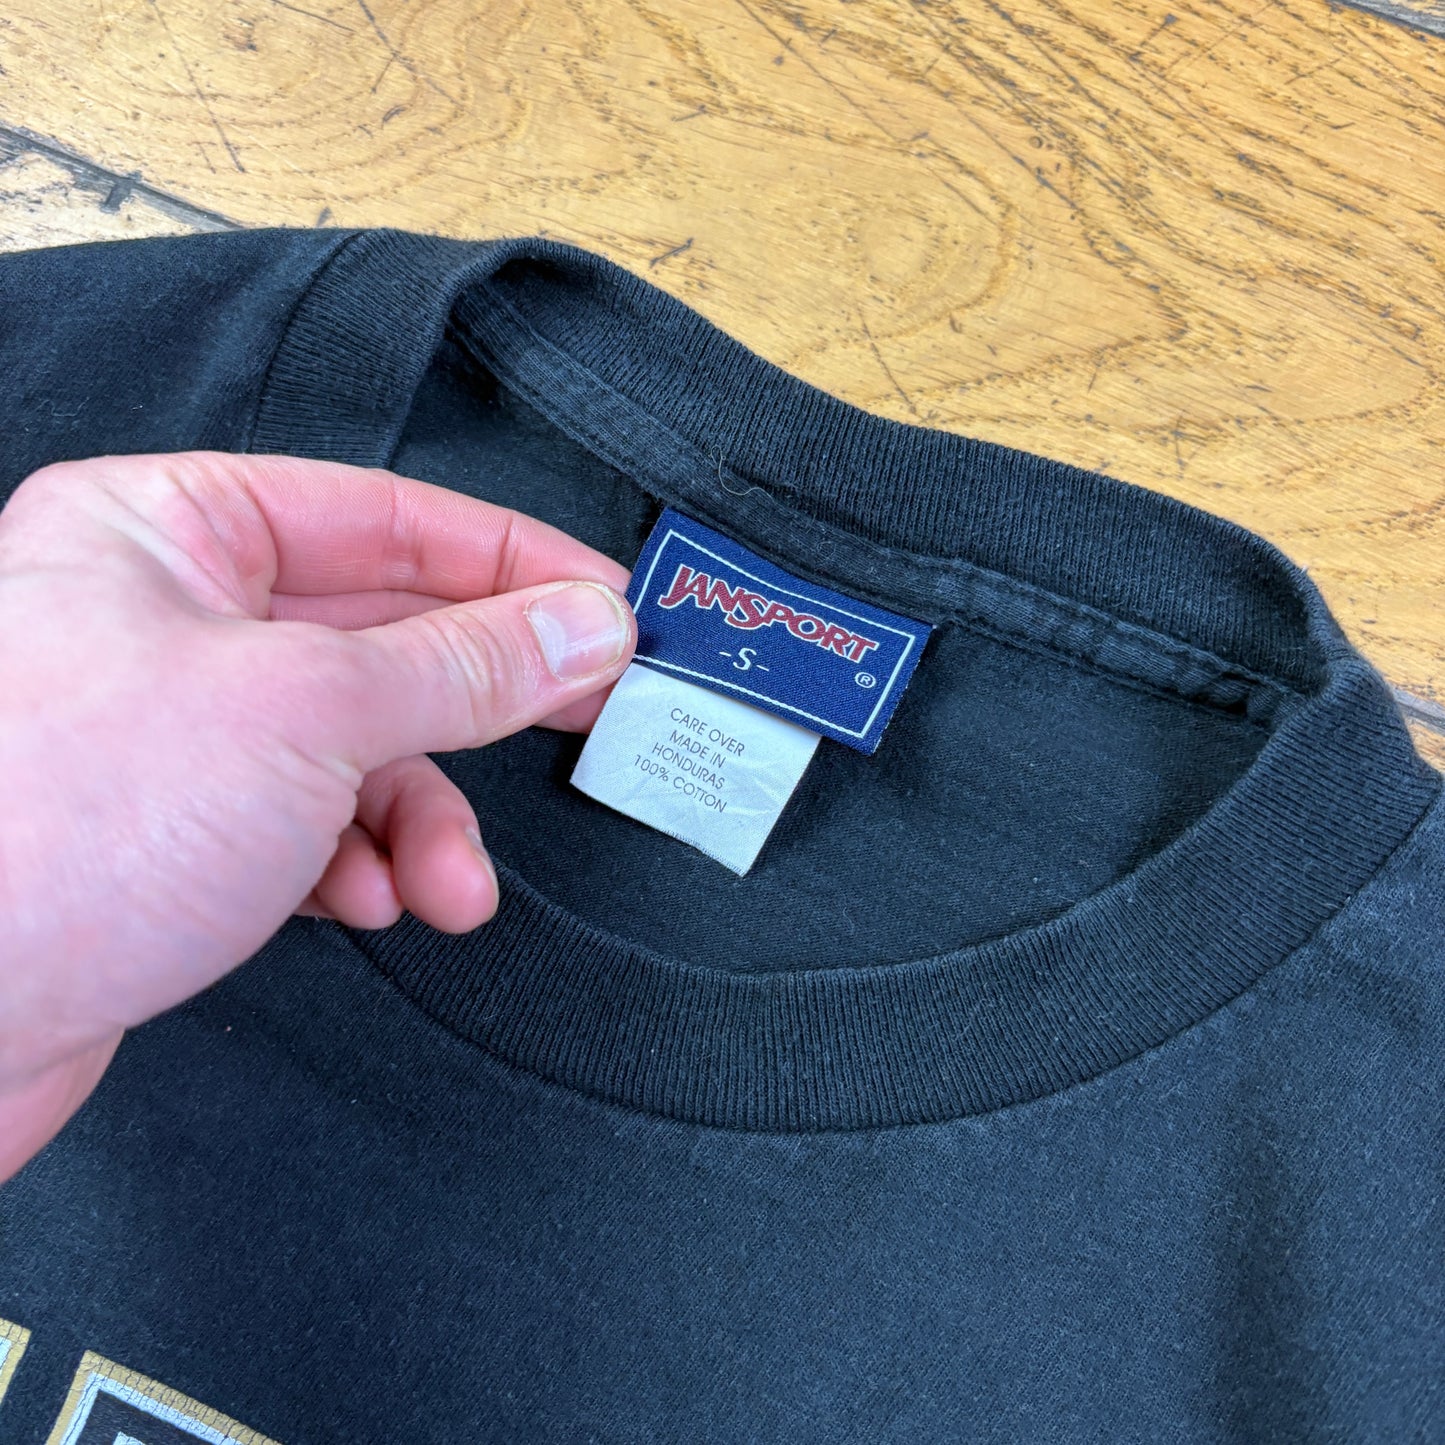 JANSPORT
-S-
®
CARE OVER
MADE IN
HONDURAS
100% COTTON